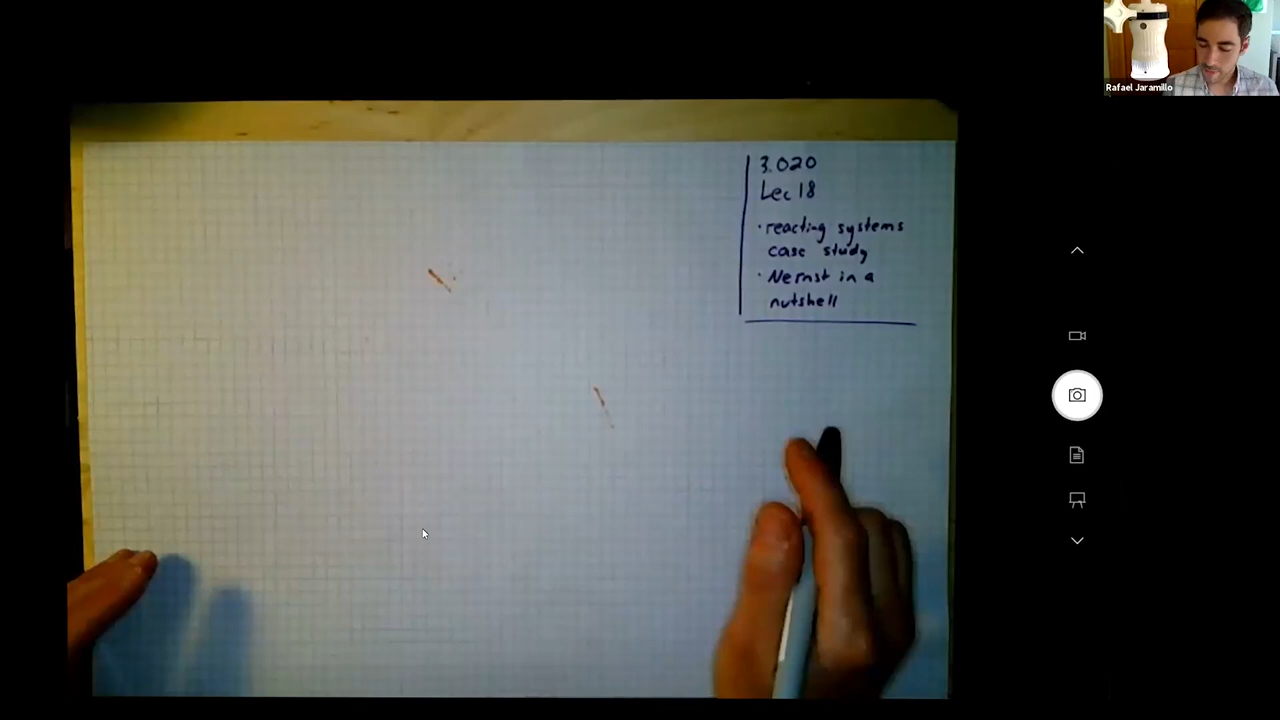 Rafael Jaramillo
3.020
Lec 18
· reacting systems
case study
· Nernst in a
nutshell